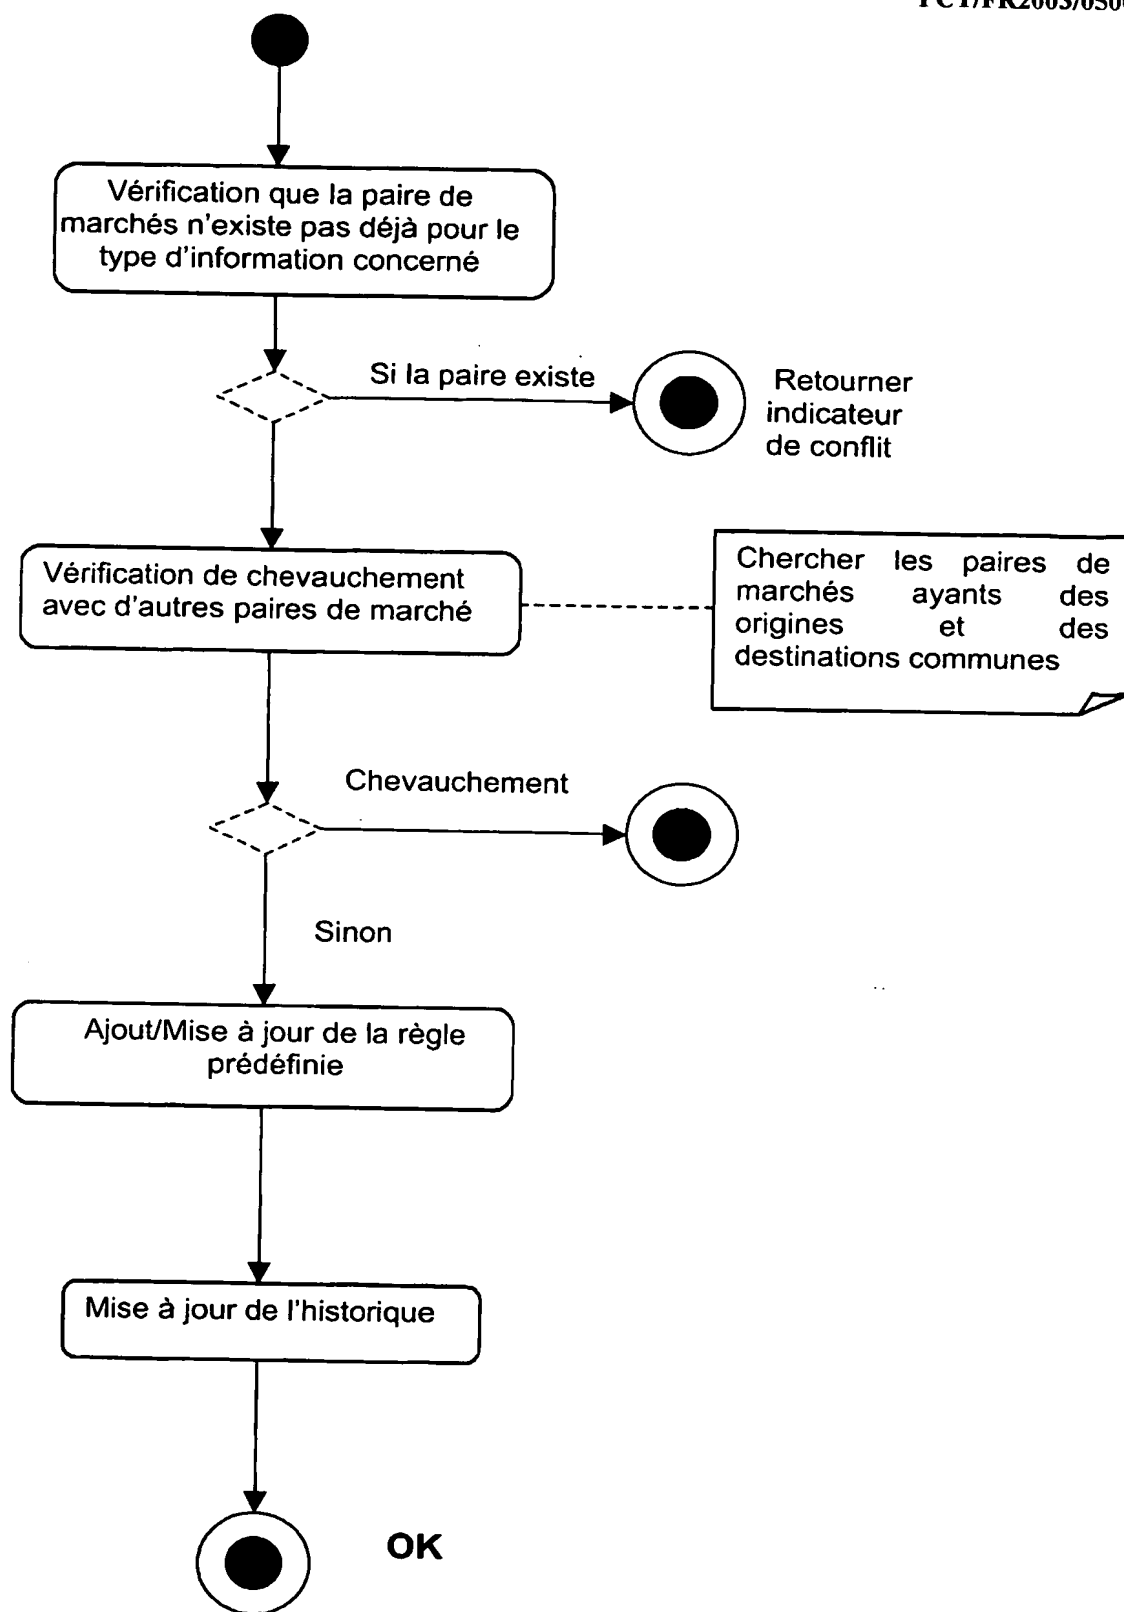 Vérification que la paire de
marchés n'existe pas déjà pour le
type d'information concerné
Si la paire existe
Retourner
indicateur
de conflit
Vérification de chevauchement
avec d'autres paires de marché
Chercher les paires de
marchés ayants des
origines et des
destinations communes
Chevauchement
Sinon
Ajout/Mise à jour de la règle
prédéfinie
Mise à jour de l'historique
OK